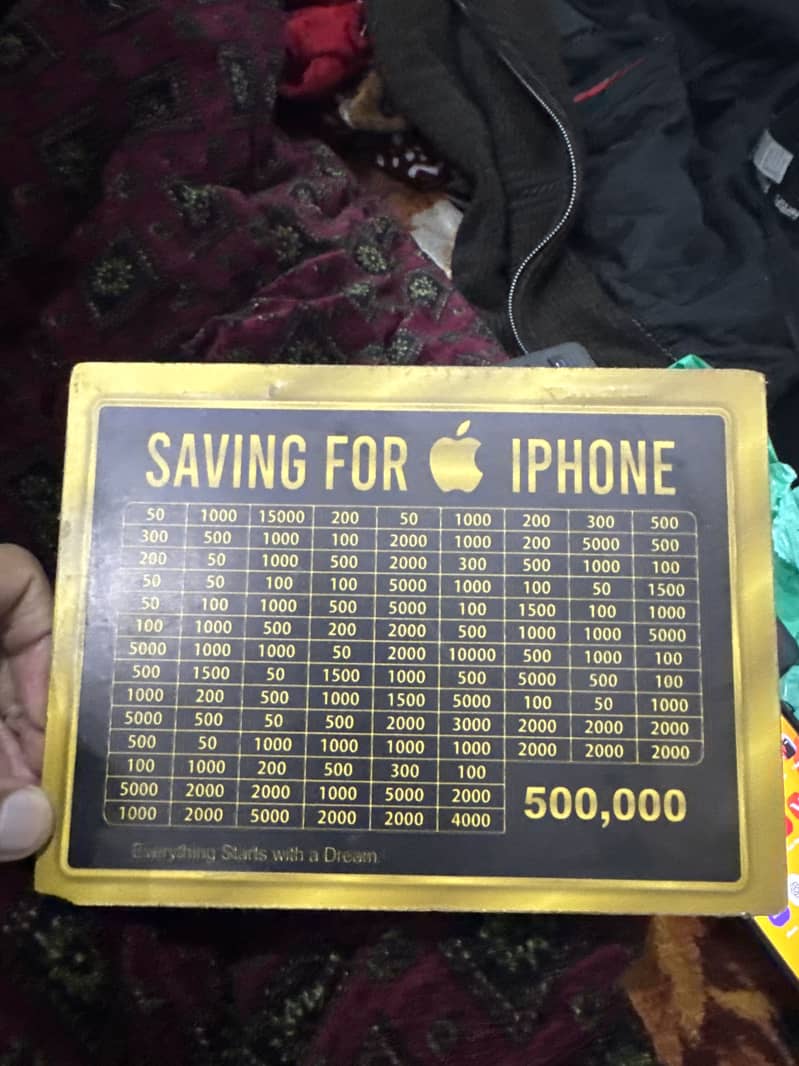 SAVING FOR IPHONE
50 1000 15000 200 50 1000 200 300 500
300 500 1000 100 2000 1000 200 5000 500
200 50 1000 500 2000 300 500 1000 100
50 50 100 100 5000 1000 100 50 1500
50 100 1000 500 5000 100 1500 100 1000
100 1000 500 200 2000 500 1000 1000 5000
5000 1000 1000 50 2000 10000 500 1000 100
500 1500 50 1500 1000 500 5000 500 100
1000 200 500 1000 1500 5000 100 50 1000
5000 500 50 500 2000 3000 2000 2000 2000
500 50 1000 1000 1000 1000 2000 2000 2000
100 1000 200 500 300 100
5000 2000 2000 1000 5000 2000
1000 2000 5000 2000 2000 4000
500,000
Everything Starts with a Dream.